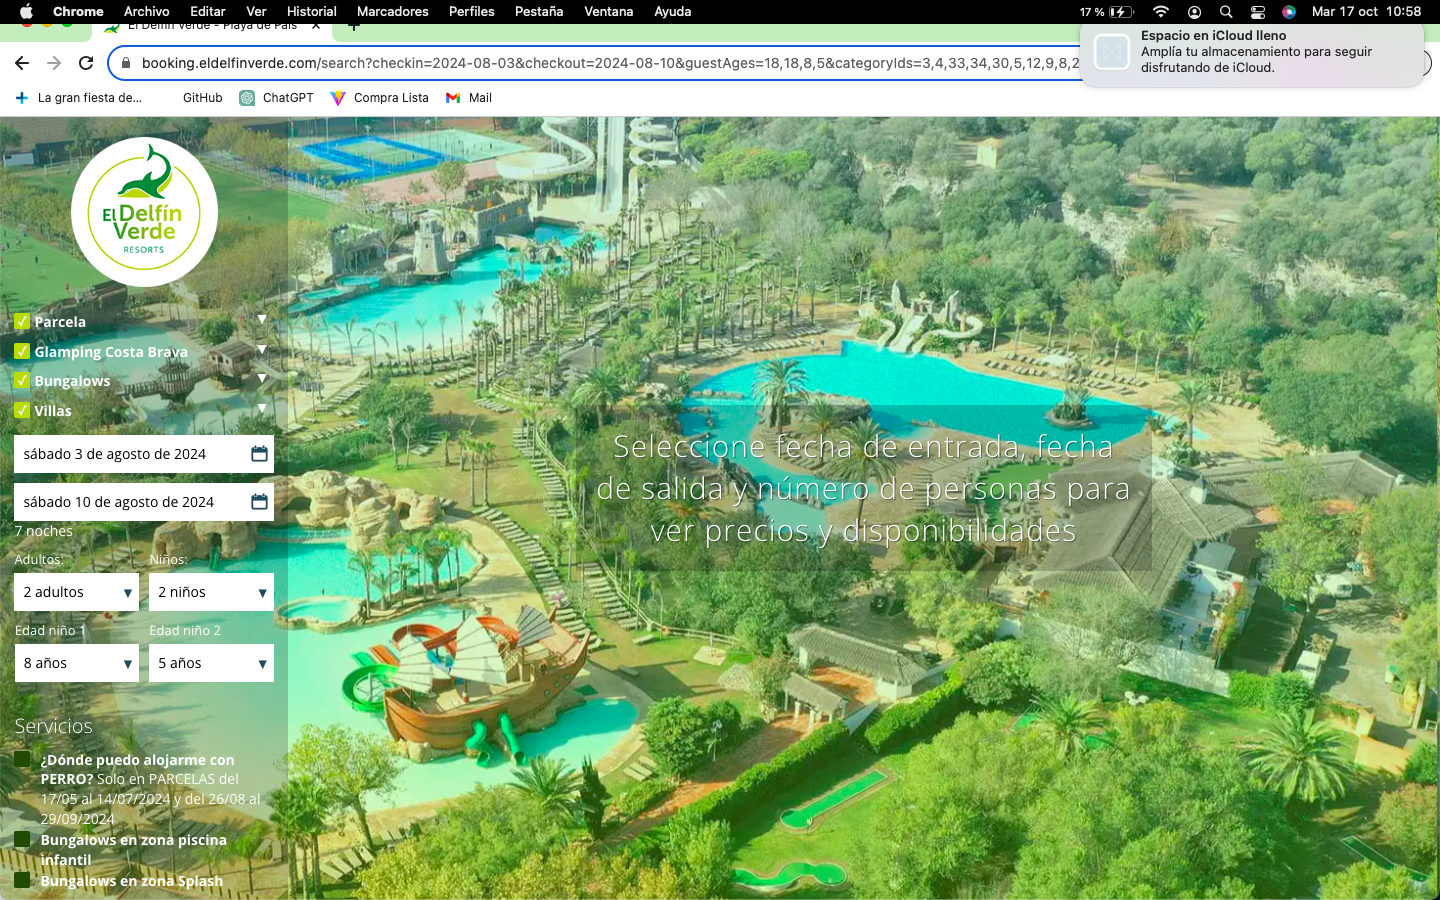 Chrome Archivo Editar Ver Historial Marcadores Perfiles Pestaña Ventana Ayuda 17 % Mar 17 oct 10:58
El Delfín Verde - Playa de Pals
Espacio en iCloud lleno
Amplía tu almacenamiento para seguir
disfrutando de iCloud.
booking.eldelfinverde.com/search?checkin=2024-08-03&checkout=2024-08-10&guestAges=18,18,8,5&categoryIds=3,4,33,34,30,5,12,9,8,2
La gran fiesta de... GitHub ChatGPT Compra Lista Mail
El Delfín
Verde
RESORTS
Parcela
Glamping Costa Brava
Bungalows
Villas
sábado 3 de agosto de 2024
sábado 10 de agosto de 2024
7 noches
Adultos: Niños:
2 adultos 2 niños
Edad niño 1 Edad niño 2
8 años 5 años
Servicios
¿Dónde puedo alojarme con
PERRO? Solo en PARCELAS del
17/05 al 14/07/2024 y del 26/08 al
29/09/2024
Bungalows en zona piscina
infantil
Bungalows en zona Splash
Seleccione fecha de entrada, fecha
de salida y número de personas para
ver precios y disponibilidades